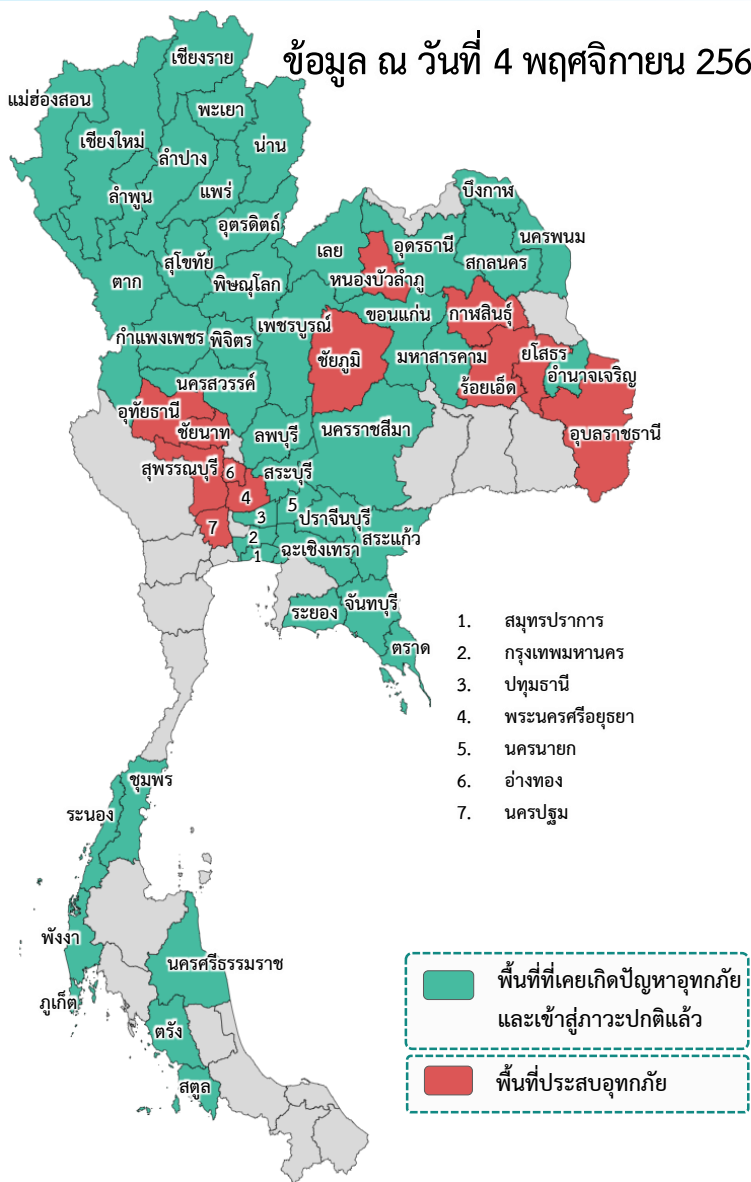 ข้อมูล ณ วันที่ 4 พฤศจิกายน 256
เชียงราย
แม่ฮ่องสอน
พะเยา
เชียงใหม่
น่าน
ลำปาง
ลำพูน
แพร่
บึงกาฬ
อุตรดิตถ์
นครพนม
เลย
อุดรธานี
สุโขทัย
สกลนคร
ตาก
พิษณุโลก
หนองบัวลำภู
ขอนแก่น
กาฬสินธุ์
เพชรบูรณ์
กำแพงเพชร
พิจิตร
ชัยภูมิ
มหาสารคาม
ยโสธร
อำนาจเจริญ
นครสวรรค์
ร้อยเอ็ด
อุทัยธานี
ชัยนาท
ลพบุรี
นครราชสีมา
อุบลราชธานี
สุพรรณบุรี
6
สระบุรี
4
5
3
ปราจีนบุรี
7
2
สระแก้ว
1
ฉะเชิงเทรา
ระยอง
จันทบุรี
ตราด
1. สมุทรปราการ
2. กรุงเทพมหานคร
3. ปทุมธานี
4. พระนครศรีอยุธยา
5. นครนายก
6. อ่างทอง
7. นครปฐม
ชุมพร
ระนอง
พังงา
นครศรีธรรมราช
ภูเก็ต
ตรัง
สตูล
พื้นที่ที่เคยเกิดปัญหาอุทกภัย
และเข้าสู่ภาวะปกติแล้ว
พื้นที่ประสบอุทกภัย